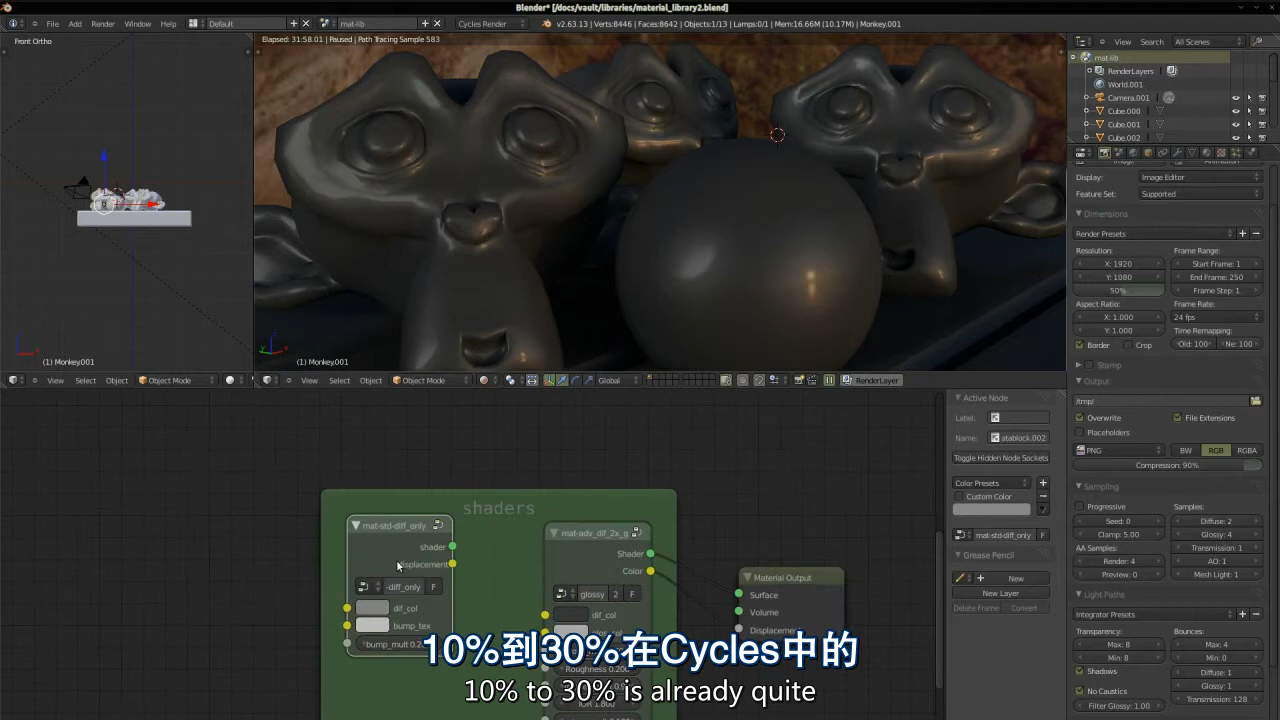 Blender* [/docs/vault/libraries/material_library2.blend]
File Add Render Window Help Default mat-lib Cycles Render v2.63.13 | Verts:8446 | Faces:8642 | Objects:1/13 | Lamps:0/1 | Mem:16.66M (10.17M) | Monkey.001
Front Ortho
Elapsed: 31:58.01 | Paused | Path Tracing Sample 583
(1) Monkey.001
(1) Monkey.001
View Select Object Object Mode
View Select Object Object Mode Global RenderLayer
View Search All Scenes
mat-lib
RenderLayers
World.001
Camera.001
Cube.000
Cube.001
Cube.002
Display: Image Editor
Feature Set: Supported
Dimensions
Render Presets
Resolution: Frame Range:
X: 1920 Start Frame: 1
Y: 1080 End Frame: 250
50% Frame Step: 1
Aspect Ratio: Frame Rate:
X: 1.000 24 fps
Y: 1.000 Time Remapping:
Border Crop Old: 100 Ne: 100
Stamp
Output
/tmp/
Overwrite File Extensions
Placeholders
PNG BW RGB RGBA
Compression: 90%
Sampling
Progressive Samples:
Seed: 0 Diffuse: 2
Clamp: 5.00 Glossy: 4
AA Samples: Transmission: 1
Render: 4 AO: 1
Preview: 0 Mesh Light: 1
Light Paths
Integrator Presets
Transparency: Bounces:
Max: 8 Max: 4
Min: 8 Min: 0
Shadows Diffuse: 1
Glossy: 1
No Caustics Transmission: 128
Filter Glossy: 1.00
Active Node
Label:
Name: atablock.002
Toggle Hidden Node Sockets
Color Presets
Custom Color
mat-std-diff_only F
Grease Pencil
New
New Layer
Delete Frame Convert
shaders
mat-std-diff_only
shader
displacement
-diff_only F
dif_col
bump_tex
bump_mult 0.2
mat-adv_dif_2x_g
Shader
Color
glossy 2 F
dif_col
Roughness 0.200
IOR 1.800
Material Output
Surface
Volume
Displacement
10%到30%在Cycles中的
10% to 30% is already quite